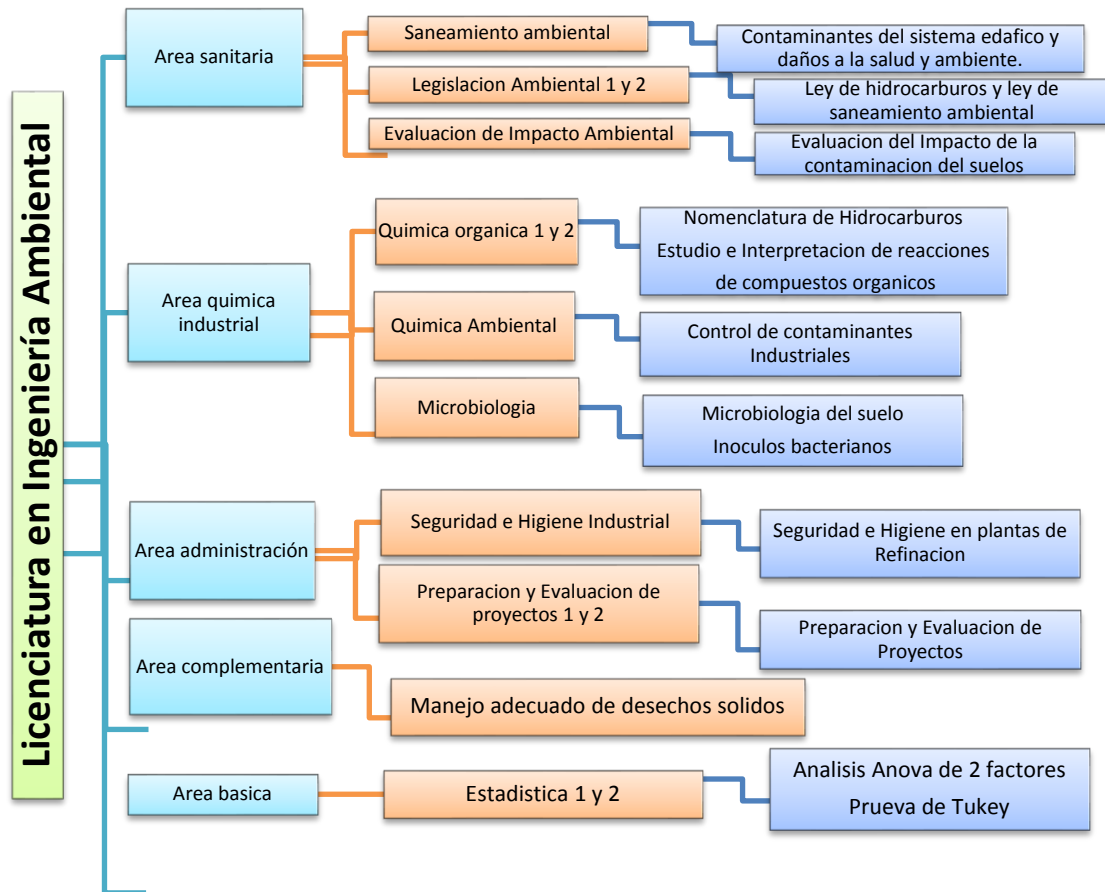 Licenciatura en Ingeniería Ambiental
Area sanitaria
Saneamiento ambiental
Contaminantes del sistema edafico y
daños a la salud y ambiente.
Legislacion Ambiental 1 y 2
Ley de hidrocarburos y ley de
saneamiento ambiental
Evaluacion de Impacto Ambiental
Evaluacion del Impacto de la
contaminacion del suelos
Area quimica
industrial
Quimica organica 1 y 2
Nomenclatura de Hidrocarburos
Estudio e Interpretacion de reacciones
de compuestos organicos
Quimica Ambiental
Control de contaminantes
Industriales
Microbiologia
Microbiologia del suelo
Inoculos bacterianos
Area administración
Seguridad e Higiene Industrial
Seguridad e Higiene en plantas de
Refinacion
Preparacion y Evaluacion de
proyectos 1 y 2
Preparacion y Evaluacion de
Proyectos
Area complementaria
Manejo adecuado de desechos solidos
Area basica
Estadistica 1 y 2
Analisis Anova de 2 factores
Prueva de Tukey